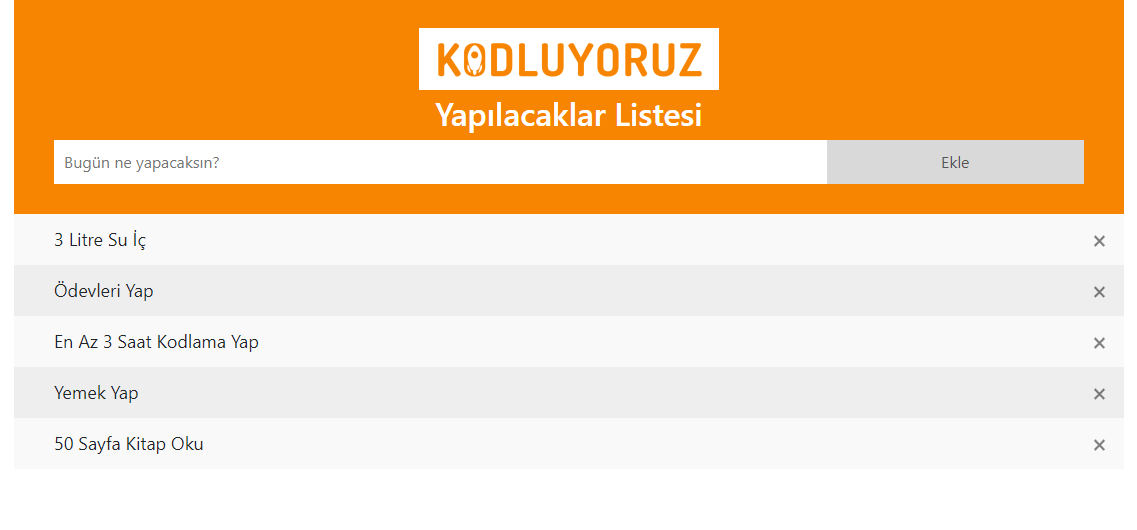 KODLUYORUZ
Yapılacaklar Listesi
Bugün ne yapacaksın?
Ekle
3 Litre Su İç
Ödevleri Yap
En Az 3 Saat Kodlama Yap
Yemek Yap
50 Sayfa Kitap Oku